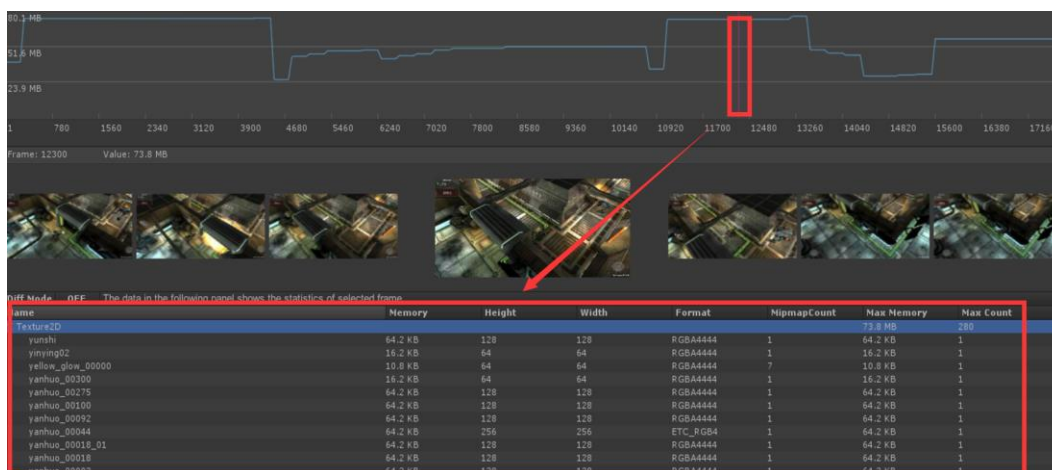 80.1 MB
51.6 MB
23.9 MB
1 780 1560 2340 3120 3900 4680 5460 6240 7020 7800 8580 9360 10140 10920 11700 12480 13260 14040 14820 15600 16380 17160
Frame: 12300 Value: 73.8 MB
Diff Mode OFF The data in the following panel shows the statistics of selected frame
Name Memory Height Width Format MipmapCount Max Memory Max Count
Texture2D 73.8 MB 280
yunshi 64.2 KB 128 128 RGBA4444 1 64.2 KB 1
yinying02 16.2 KB 64 64 RGBA4444 1 16.2 KB 1
yellow_glow_00000 10.8 KB 64 64 RGBA4444 7 10.8 KB 1
yanhuo_00300 16.2 KB 64 64 RGBA4444 1 16.2 KB 1
yanhuo_00275 64.2 KB 128 128 RGBA4444 1 64.2 KB 1
yanhuo_00100 64.2 KB 128 128 RGBA4444 1 64.2 KB 1
yanhuo_00092 64.2 KB 128 128 RGBA4444 1 64.2 KB 1
yanhuo_00044 64.2 KB 256 256 ETC_RGB4 1 64.2 KB 1
yanhuo_00018_01 64.2 KB 128 128 RGBA4444 1 64.2 KB 1
yanhuo_00018 64.2 KB 128 128 RGBA4444 1 64.2 KB 1